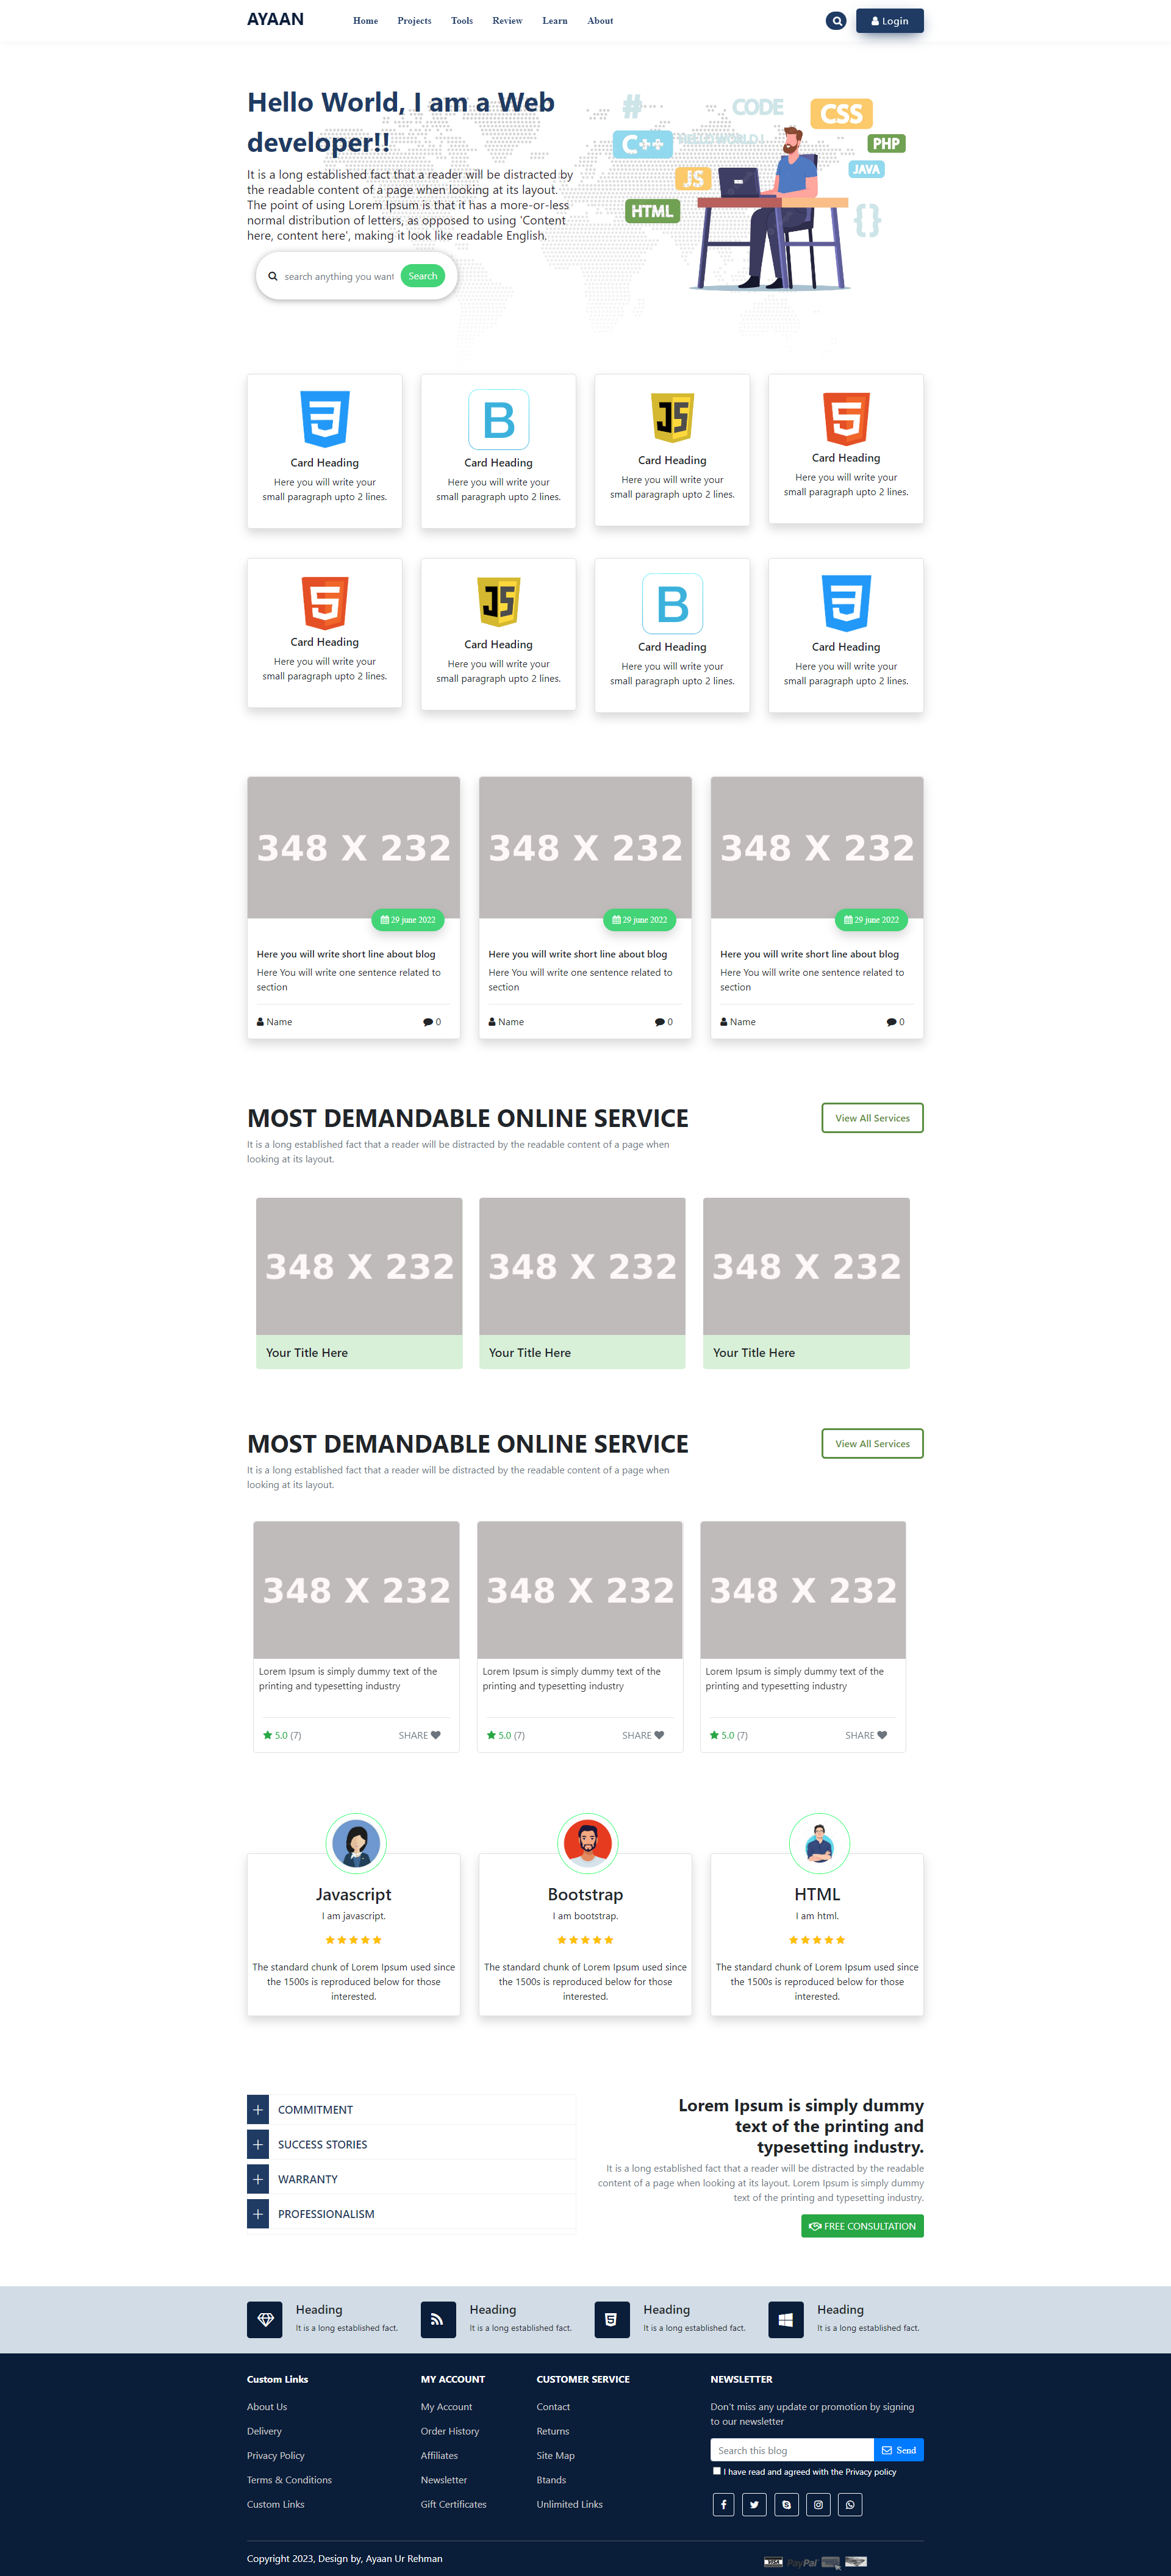 AYAAN
Home Projects Tools Review Learn About
Login
Hello World, I am a Web
developer!!
It is a long established fact that a reader will be distracted by
the readable content of a page when looking at its layout.
The point of using Lorem Ipsum is that it has a more-or-less
normal distribution of letters, as opposed to using 'Content
here, content here', making it look like readable English.
search anything you want
Search
#
CODE
CSS
C++
HELLO WORLD..!
PHP
JS
JAVA
HTML
{}
B
JS
5
Card Heading
Here you will write your
small paragraph upto 2 lines.
Card Heading
Here you will write your
small paragraph upto 2 lines.
Card Heading
Here you will write your
small paragraph upto 2 lines.
Card Heading
Here you will write your
small paragraph upto 2 lines.
5
JS
B
Card Heading
Here you will write your
small paragraph upto 2 lines.
Card Heading
Here you will write your
small paragraph upto 2 lines.
Card Heading
Here you will write your
small paragraph upto 2 lines.
Card Heading
Here you will write your
small paragraph upto 2 lines.
348 X 232
29 june 2022
Here you will write short line about blog
Here You will write one sentence related to
section
Name 0
348 X 232
29 june 2022
Here you will write short line about blog
Here You will write one sentence related to
section
Name 0
348 X 232
29 june 2022
Here you will write short line about blog
Here You will write one sentence related to
section
Name 0
MOST DEMANDABLE ONLINE SERVICE
View All Services
It is a long established fact that a reader will be distracted by the readable content of a page when
looking at its layout.
348 X 232
Your Title Here
348 X 232
Your Title Here
348 X 232
Your Title Here
MOST DEMANDABLE ONLINE SERVICE
View All Services
It is a long established fact that a reader will be distracted by the readable content of a page when
looking at its layout.
348 X 232
Lorem Ipsum is simply dummy text of the
printing and typesetting industry
5.0 (7) SHARE
348 X 232
Lorem Ipsum is simply dummy text of the
printing and typesetting industry
5.0 (7) SHARE
348 X 232
Lorem Ipsum is simply dummy text of the
printing and typesetting industry
5.0 (7) SHARE
Javascript
I am javascript.
The standard chunk of Lorem Ipsum used since
the 1500s is reproduced below for those
interested.
Bootstrap
I am bootstrap.
The standard chunk of Lorem Ipsum used since
the 1500s is reproduced below for those
interested.
HTML
I am html.
The standard chunk of Lorem Ipsum used since
the 1500s is reproduced below for those
interested.
COMMITMENT
SUCCESS STORIES
WARRANTY
PROFESSIONALISM
Lorem Ipsum is simply dummy
text of the printing and
typesetting industry.
It is a long established fact that a reader will be distracted by the readable
content of a page when looking at its layout. Lorem Ipsum is simply dummy
text of the printing and typesetting industry.
FREE CONSULTATION
Heading
It is a long established fact.
Heading
It is a long established fact.
Heading
It is a long established fact.
Heading
It is a long established fact.
Custom Links
About Us
Delivery
Privacy Policy
Terms & Conditions
Custom Links
MY ACCOUNT
My Account
Order History
Affiliates
Newsletter
Gift Certificates
CUSTOMER SERVICE
Contact
Returns
Site Map
Btands
Unlimited Links
NEWSLETTER
Don't miss any update or promotion by signing
to our newsletter
Search this blog
Send
I have read and agreed with the Privacy policy
Copyright 2023, Design by, Ayaan Ur Rehman
VISA PayPal